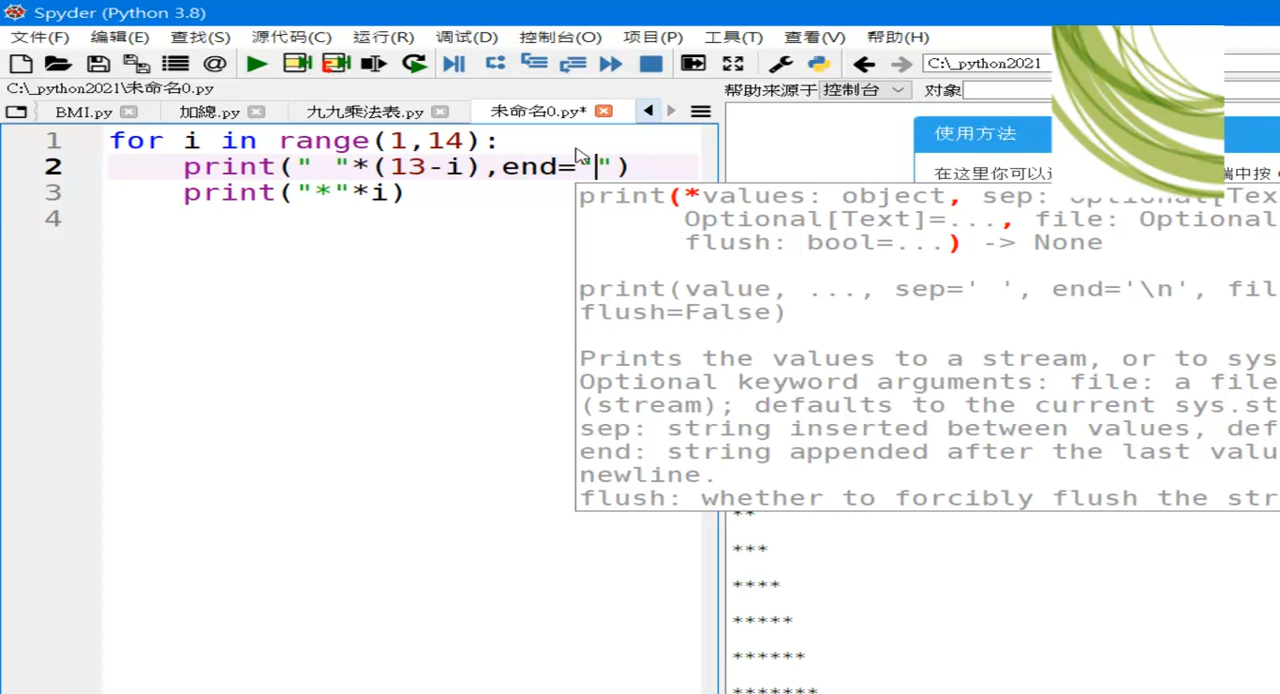 Spyder (Python 3.8)
文件(F) 编辑(E) 查找(S) 源代码(C) 运行(R) 调试(D) 控制台(O) 项目(P) 工具(T) 查看(V) 帮助(H)
C:\_python2021
C:\_python2021\未命名0.py
帮助来源于 控制台 对象
BMI.py 加總.py 九九乘法表.py 未命名0.py*
使用方法
在这里你可以 端中按
1 for i in range(1,14):
2 print(" "*(13-i),end="")
3 print("*"*i)
4
print(*values: object, sep: Optional[Tex
Optional[Text]=..., file: Optional
flush: bool=...) -> None
print(value, ..., sep=' ', end='\n', fil
flush=False)
Prints the values to a stream, or to sys
Optional keyword arguments: file: a file
(stream); defaults to the current sys.st
sep: string inserted between values, def
end: string appended after the last valu
newline.
flush: whether to forcibly flush the str
**
***
****
*****
******
*******